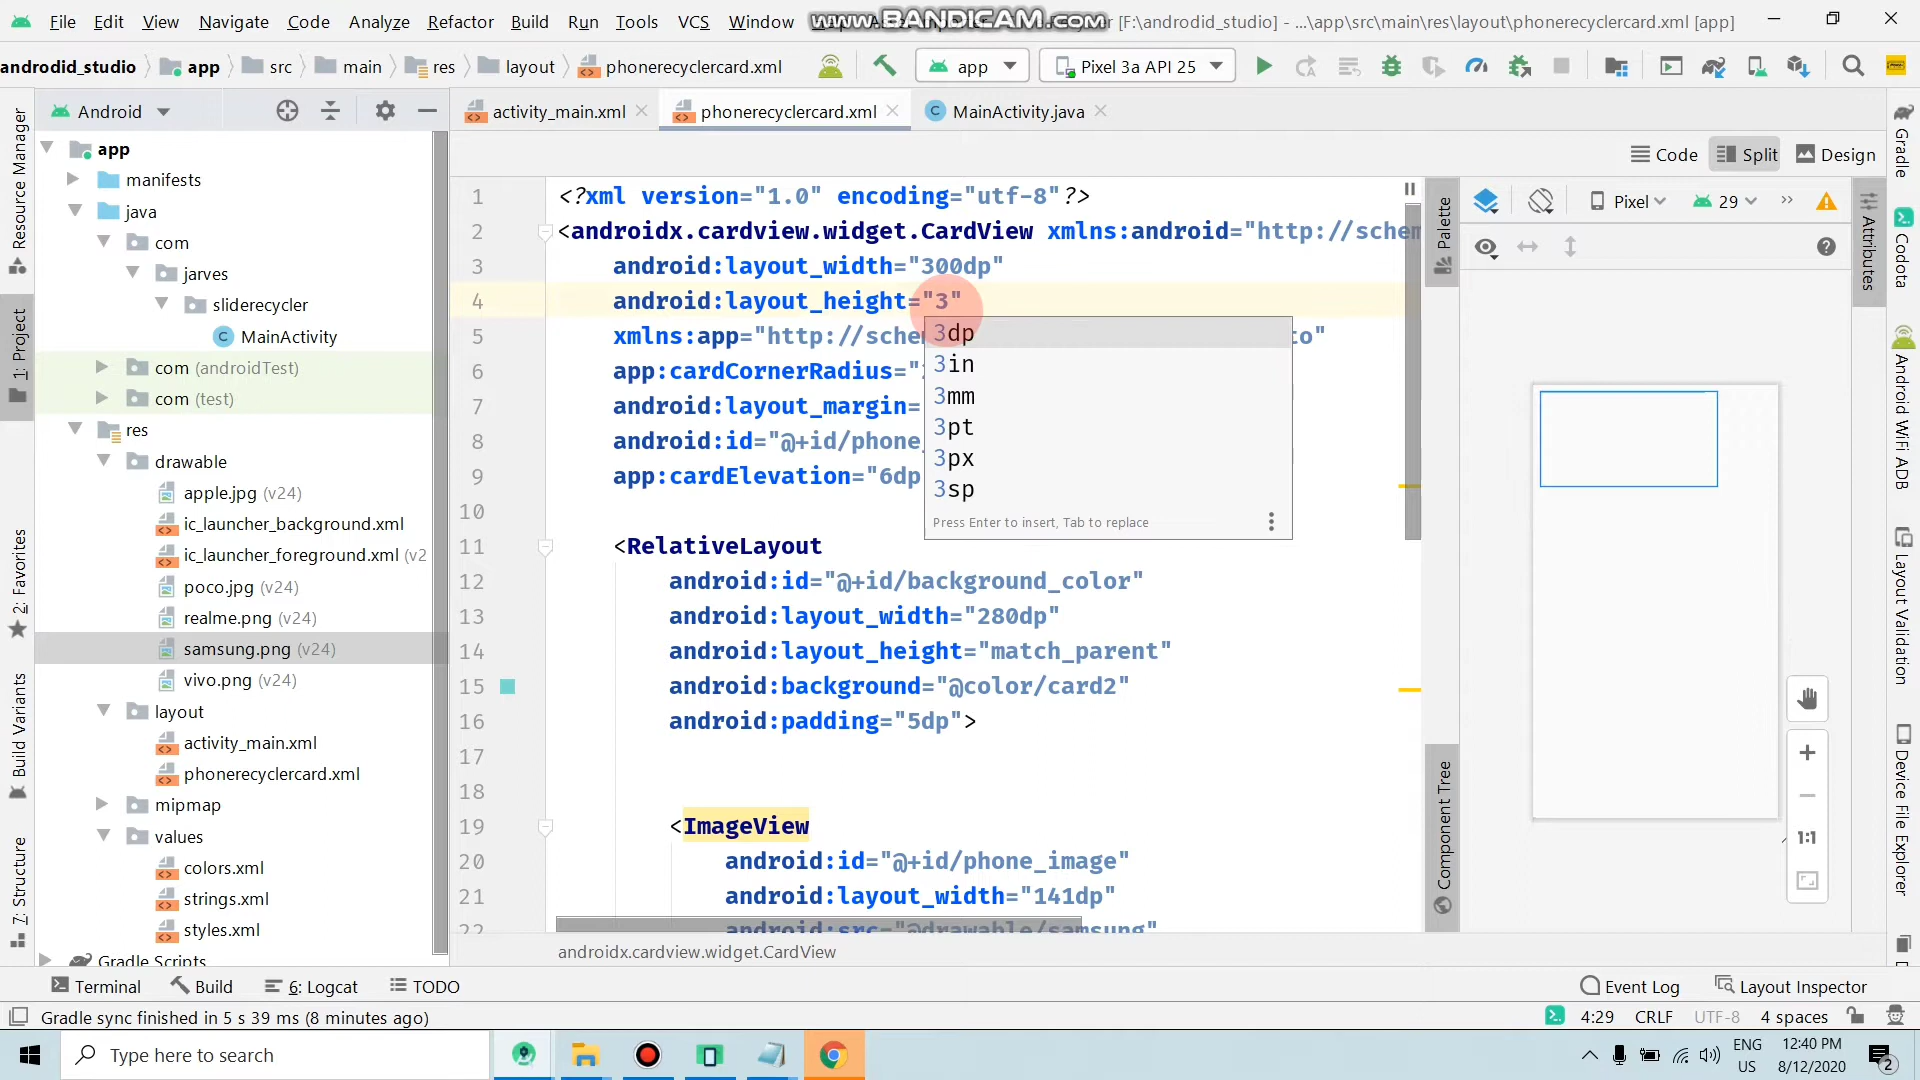 File Edit View Navigate Code Analyze Refactor Build Run Tools VCS Window
www.BANDICAM.com
[F:\androdid_studio] - ...\app\src\main\res\layout\phonerecyclercard.xml [app]
androdid_studio app src main res layout phonerecyclercard.xml app Pixel 3a API 25
Android
activity_main.xml phonerecyclercard.xml MainActivity.java
Code Split Design
app
manifests
java
com
jarves
sliderecycler
MainActivity
com (androidTest)
com (test)
res
drawable
apple.jpg (v24)
ic_launcher_background.xml
ic_launcher_foreground.xml (v2
poco.jpg (v24)
realme.png (v24)
samsung.png (v24)
vivo.png (v24)
layout
activity_main.xml
phonerecyclercard.xml
mipmap
values
colors.xml
strings.xml
styles.xml
Gradle Scripts
Resource Manager
1: Project
2: Favorites
Build Variants
7: Structure
1 <?xml version="1.0" encoding="utf-8"?>
2 <androidx.cardview.widget.CardView xmlns:android="http://schem
3 android:layout_width="300dp"
4 android:layout_height="3"
5 xmlns:app="http://sche to"
6 app:cardCornerRadius="
7 android:layout_margin=
8 android:id="@+id/phone_
9 app:cardElevation="6dp
10
11 <RelativeLayout
12 android:id="@+id/background_color"
13 android:layout_width="280dp"
14 android:layout_height="match_parent"
15 android:background="@color/card2"
16 android:padding="5dp">
17
18
19 <ImageView
20 android:id="@+id/phone_image"
21 android:layout_width="141dp"
22 android:src="@drawable/samsung"
3dp
3in
3mm
3pt
3px
3sp
Press Enter to insert, Tab to replace
Palette
Component Tree
Pixel 29
1:1
Attributes
Gradle
Codota
Android WiFi ADB
Layout Validation
Device File Explorer
androidx.cardview.widget.CardView
Terminal Build 6: Logcat TODO Event Log Layout Inspector
Gradle sync finished in 5 s 39 ms (8 minutes ago) 4:29 CRLF UTF-8 4 spaces
Type here to search
ENG
US
12:40 PM
8/12/2020
2